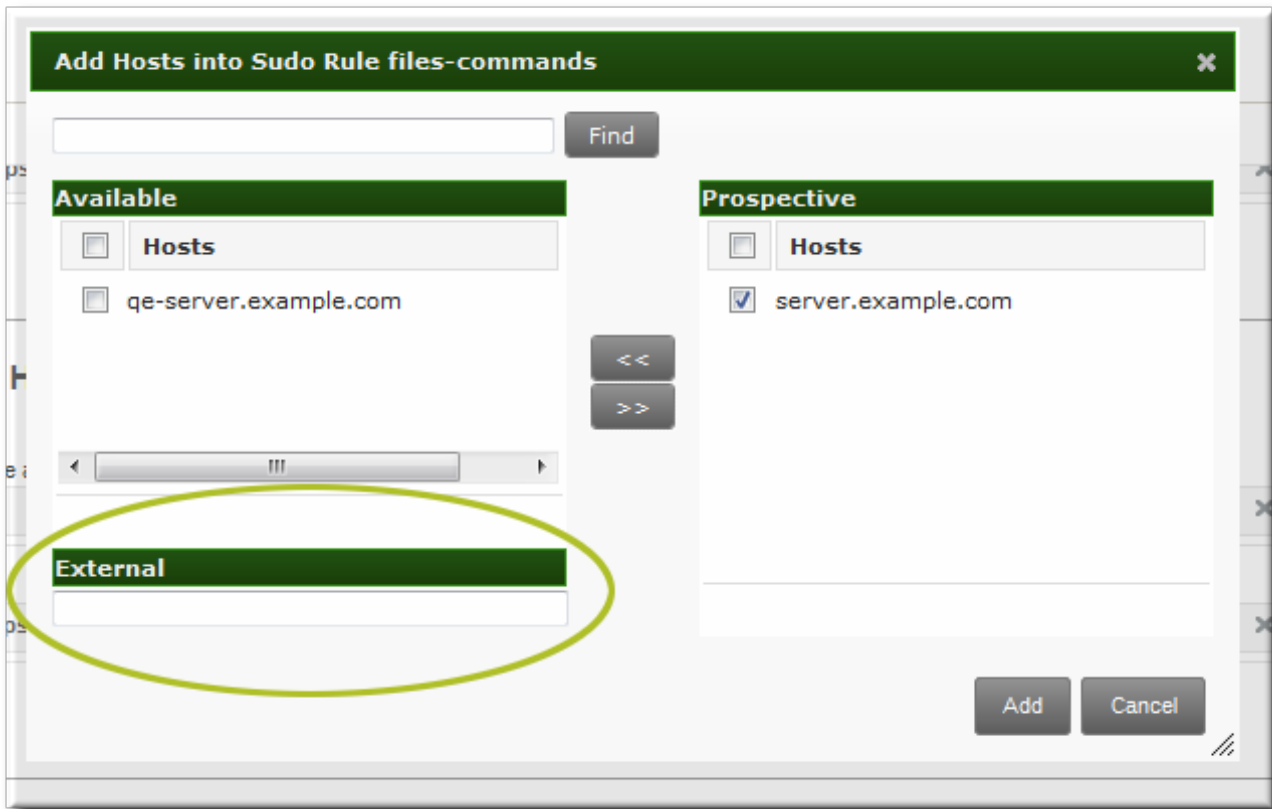 Add Hosts into Sudo Rule files-commands
Find
Available
Hosts
qe-server.example.com
Prospective
Hosts
server.example.com
<<
>>
External
Add
Cancel